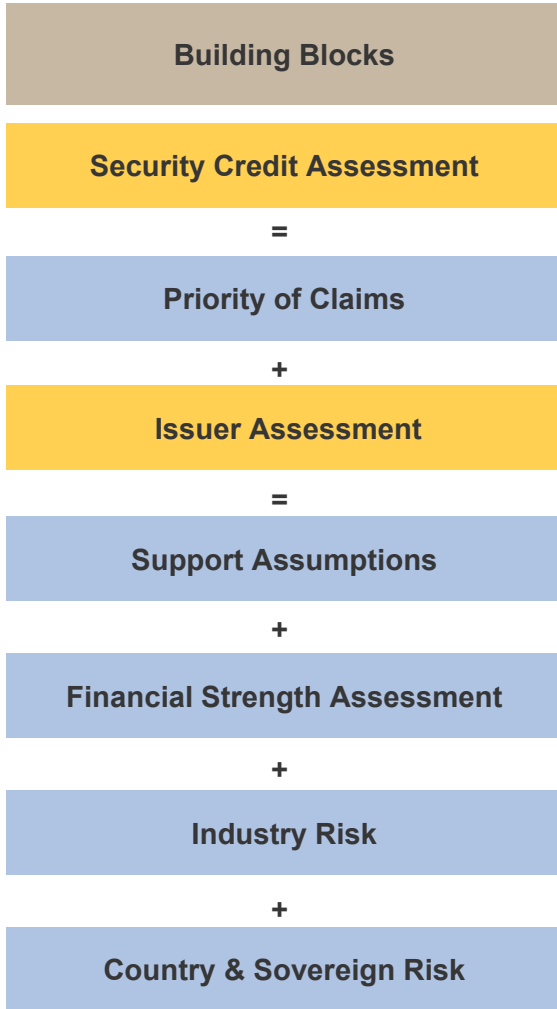 Building Blocks
Security Credit Assessment
=
Priority of Claims
+
Issuer Assessment
=
Support Assumptions
+
Financial Strength Assessment
+
Industry Risk
+
Country & Sovereign Risk